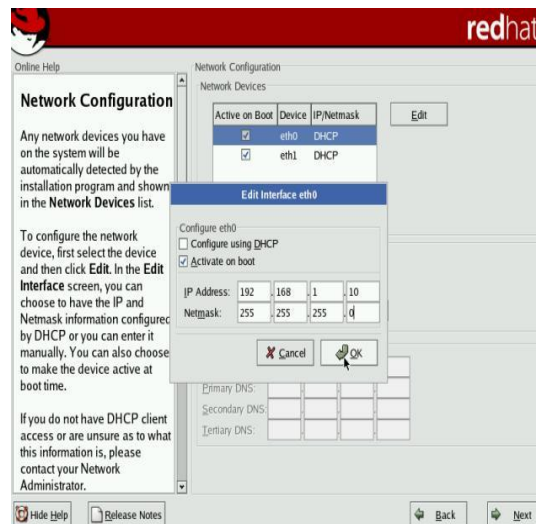 redhat
Online Help
Network Configuration
Any network devices you have
on the system will be
automatically detected by the
installation program and shown
in the Network Devices list.
To configure the network
device, first select the device
and then click Edit. In the Edit
Interface screen, you can
choose to have the IP and
Netmask information configured
by DHCP or you can enter it
manually. You can also choose
to make the device active at
boot time.
If you do not have DHCP client
access or are unsure as to what
this information is, please
contact your Network
Administrator.
Network Configuration
Network Devices
Active on Boot Device IP/Netmask
eth0 DHCP
eth1 DHCP
Edit
Edit Interface eth0
Configure eth0
Configure using DHCP
Activate on boot
IP Address: 192 . 168 . 1 . 10
Netmask: 255 . 255 . 255 . 0
Cancel OK
Primary DNS:
Secondary DNS:
Tertiary DNS:
Hide Help Release Notes Back Next